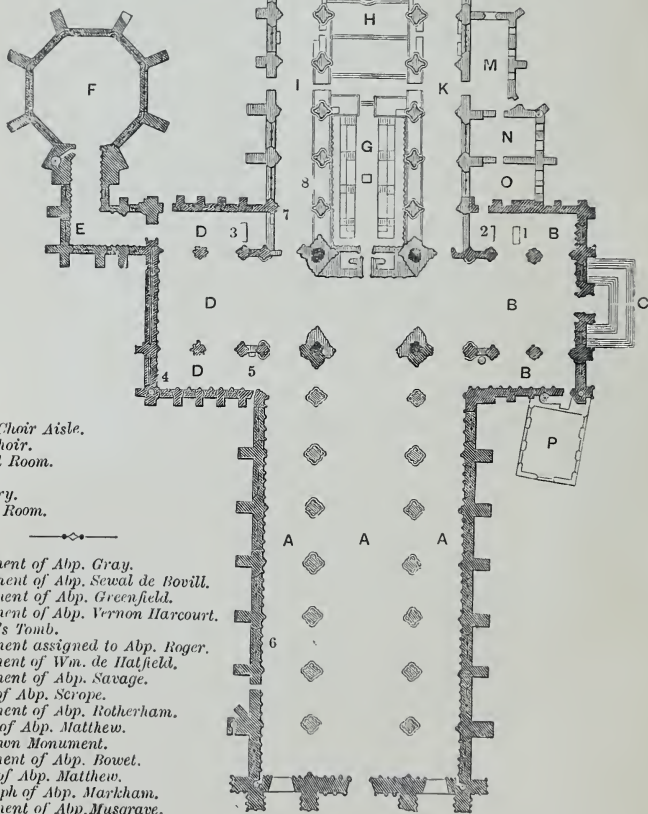 H
F
I
K
M
G
N
8
O
7
E
D
3
2
1
B
D
B
C
4
D
5
B
P
Choir Aisle.
hoir.
Room.
ry.
Room.
A
A
A
ment of Abp. Gray.
ment of Abp. Sewal de Bovill.
ment of Abp. Greenfield.
ment of Abp. Vernon Harcourt.
's Tomb.
ment assigned to Abp. Roger.
6
ment of Wm. de Hatfield.
ment of Abp. Savage.
of Abp. Scrope.
ment of Abp. Rotherham.
of Abp. Matthew.
wn Monument.
ment of Abp. Bowet.
of Abp. Matthew.
ph of Abp. Markham.
ment of Abp. Musgrave.